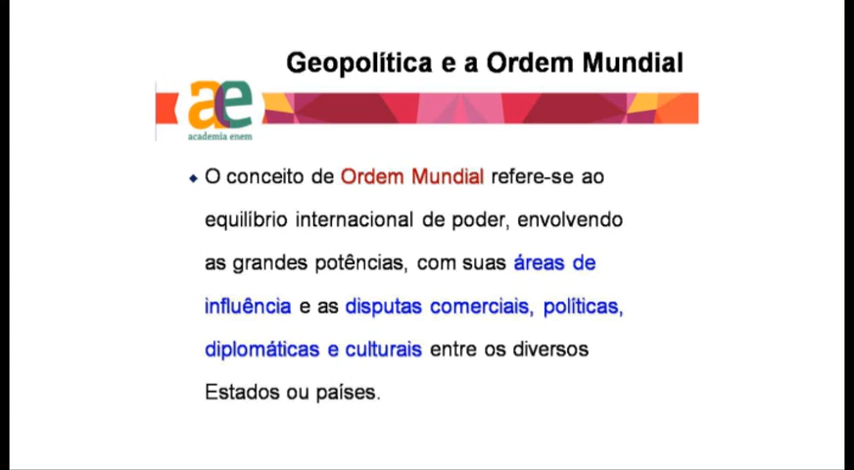 Geopolítica e a Ordem Mundial
ae
academia enem
O conceito de Ordem Mundial refere-se ao
equilíbrio internacional de poder, envolvendo
as grandes potências, com suas áreas de
influência e as disputas comerciais, políticas,
diplomáticas e culturais entre os diversos
Estados ou países.